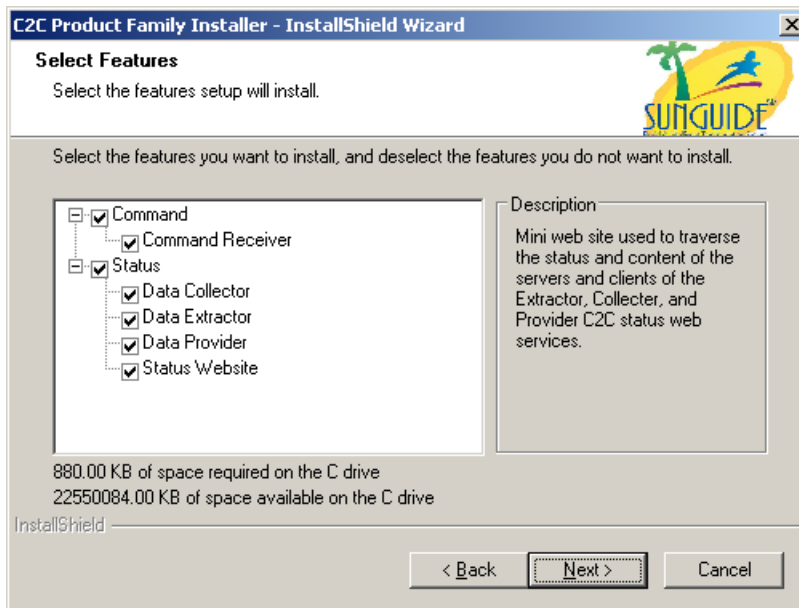 C2C Product Family Installer - InstallShield Wizard
Select Features
Select the features setup will install.
SUNGUIDE
Select the features you want to install, and deselect the features you do not want to install.
Command
Command Receiver
Status
Data Collector
Data Extractor
Data Provider
Status Website
Description
Mini web site used to traverse
the status and content of the
servers and clients of the
Extractor, Collecter, and
Provider C2C status web
services.
880.00 KB of space required on the C drive
22550084.00 KB of space available on the C drive
InstallShield
< Back
Next >
Cancel